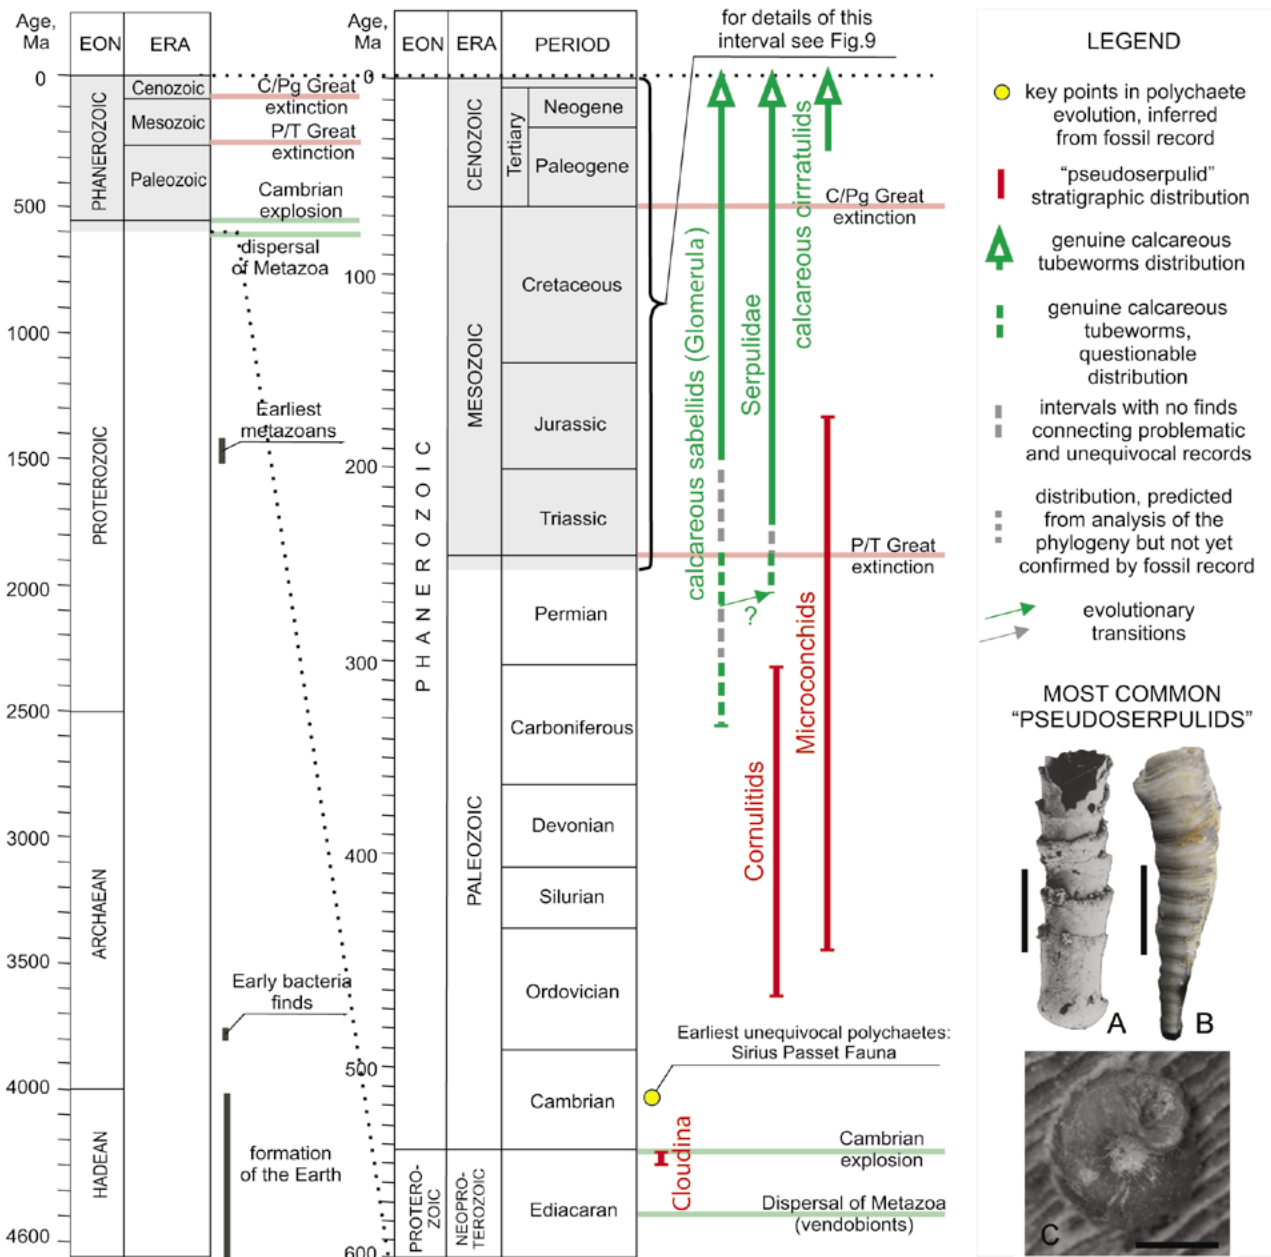 Age,
Ma
EON
ERA
0
500
1000
1500
2000
2500
3000
3500
4000
4600
PHANEROZOIC
PROTEROZOIC
ARCHAEAN
HADEAN
Cenozoic
Mesozoic
Paleozoic
C/Pg Great
extinction
P/T Great
extinction
Cambrian
explosion
dispersal
of Metazoa
Earliest
metazoans
Early bacteria
finds
formation
of the Earth
Age,
Ma
EON
ERA
PERIOD
0
100
200
300
400
500
600
PHANEROZOIC
PROTERO-
ZOIC
CENOZOIC
MESOZOIC
PALEOZOIC
NEOPRO-
TEROZOIC
Tertiary
Neogene
Paleogene
Cretaceous
Jurassic
Triassic
Permian
Carboniferous
Devonian
Silurian
Ordovician
Cambrian
Ediacaran
for details of this
interval see Fig.9
calcareous sabellids (Glomerula)
Serpulidae
calcareous cirrratulids
C/Pg Great
extinction
P/T Great
extinction
?
Cornulitids
Microconchids
Earliest unequivocal polychaetes:
Sirius Passet Fauna
Cloudina
Cambrian
explosion
Dispersal of Metazoa
(vendobionts)
LEGEND
key points in polychaete
evolution, inferred
from fossil record
“pseudoserpulid”
stratigraphic distribution
genuine calcareous
tubeworms distribution
genuine calcareous
tubeworms,
questionable
distribution
intervals with no finds
connecting problematic
and unequivocal records
distribution, predicted
from analysis of the
phylogeny but not yet
confirmed by fossil record
evolutionary
transitions
MOST COMMON
“PSEUDOSERPULIDS”
A
B
C